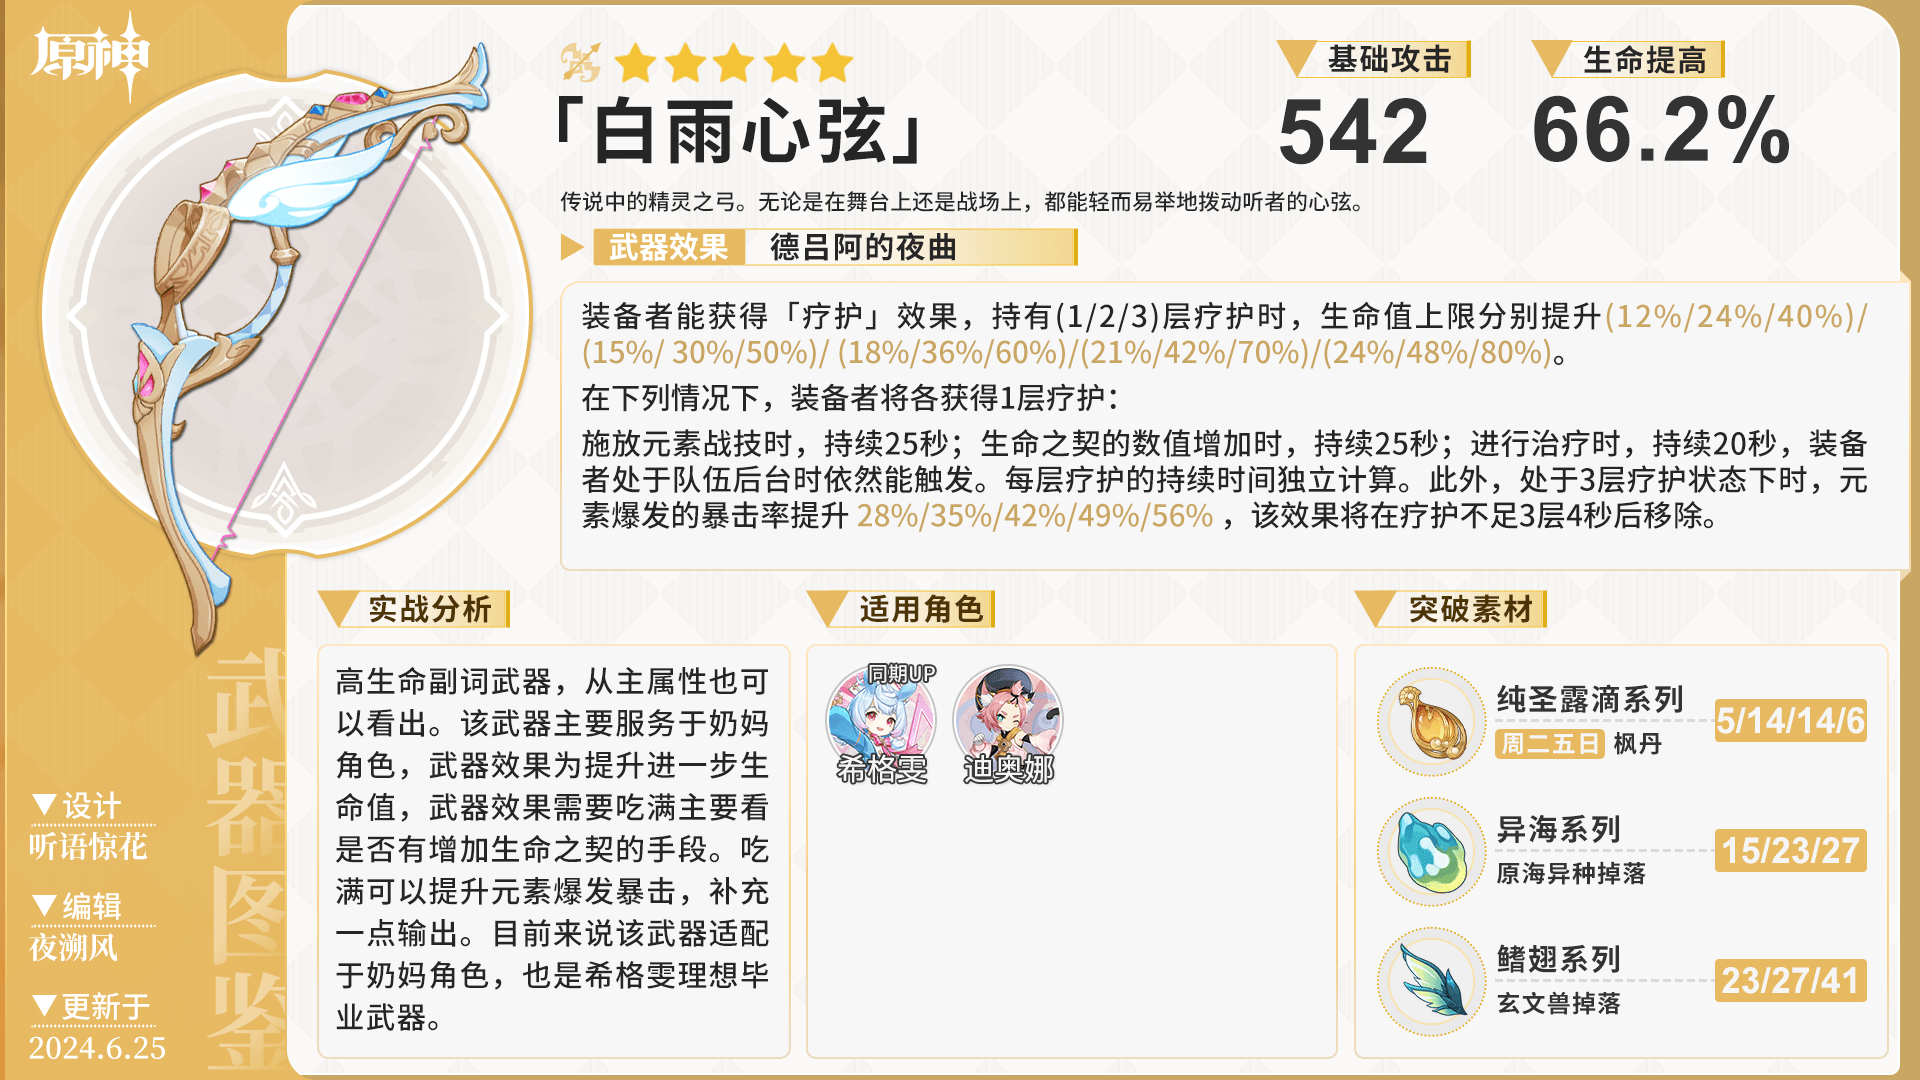 原神
「白雨心弦」
基础攻击
542
生命提高
66.2%
传说中的精灵之弓。无论是在舞台上还是战场上，都能轻而易举地拨动听者的心弦。
武器效果 德吕阿的夜曲
装备者能获得「疗护」效果，持有(1/2/3)层疗护时，生命值上限分别提升(12%/24%/40%)/
(15%/ 30%/50%)/ (18%/36%/60%)/(21%/42%/70%)/(24%/48%/80%)。
在下列情况下，装备者将各获得1层疗护：
施放元素战技时，持续25秒；生命之契的数值增加时，持续25秒；进行治疗时，持续20秒，装备
者处于队伍后台时依然能触发。每层疗护的持续时间独立计算。此外，处于3层疗护状态下时，元
素爆发的暴击率提升 28%/35%/42%/49%/56% ，该效果将在疗护不足3层4秒后移除。
实战分析
高生命副词武器，从主属性也可
以看出。该武器主要服务于奶妈
角色，武器效果为提升进一步生
命值，武器效果需要吃满主要看
是否有增加生命之契的手段。吃
满可以提升元素爆发暴击，补充
一点输出。目前来说该武器适配
于奶妈角色，也是希格雯理想毕
业武器。
适用角色
同期UP
希格雯
迪奥娜
突破素材
纯圣露滴系列
周二五日 枫丹
5/14/14/6
异海系列
原海异种掉落
15/23/27
鳍翅系列
玄文兽掉落
23/27/41
武器图鉴
▼设计
听语惊花
▼编辑
夜溯风
▼更新于
2024.6.25